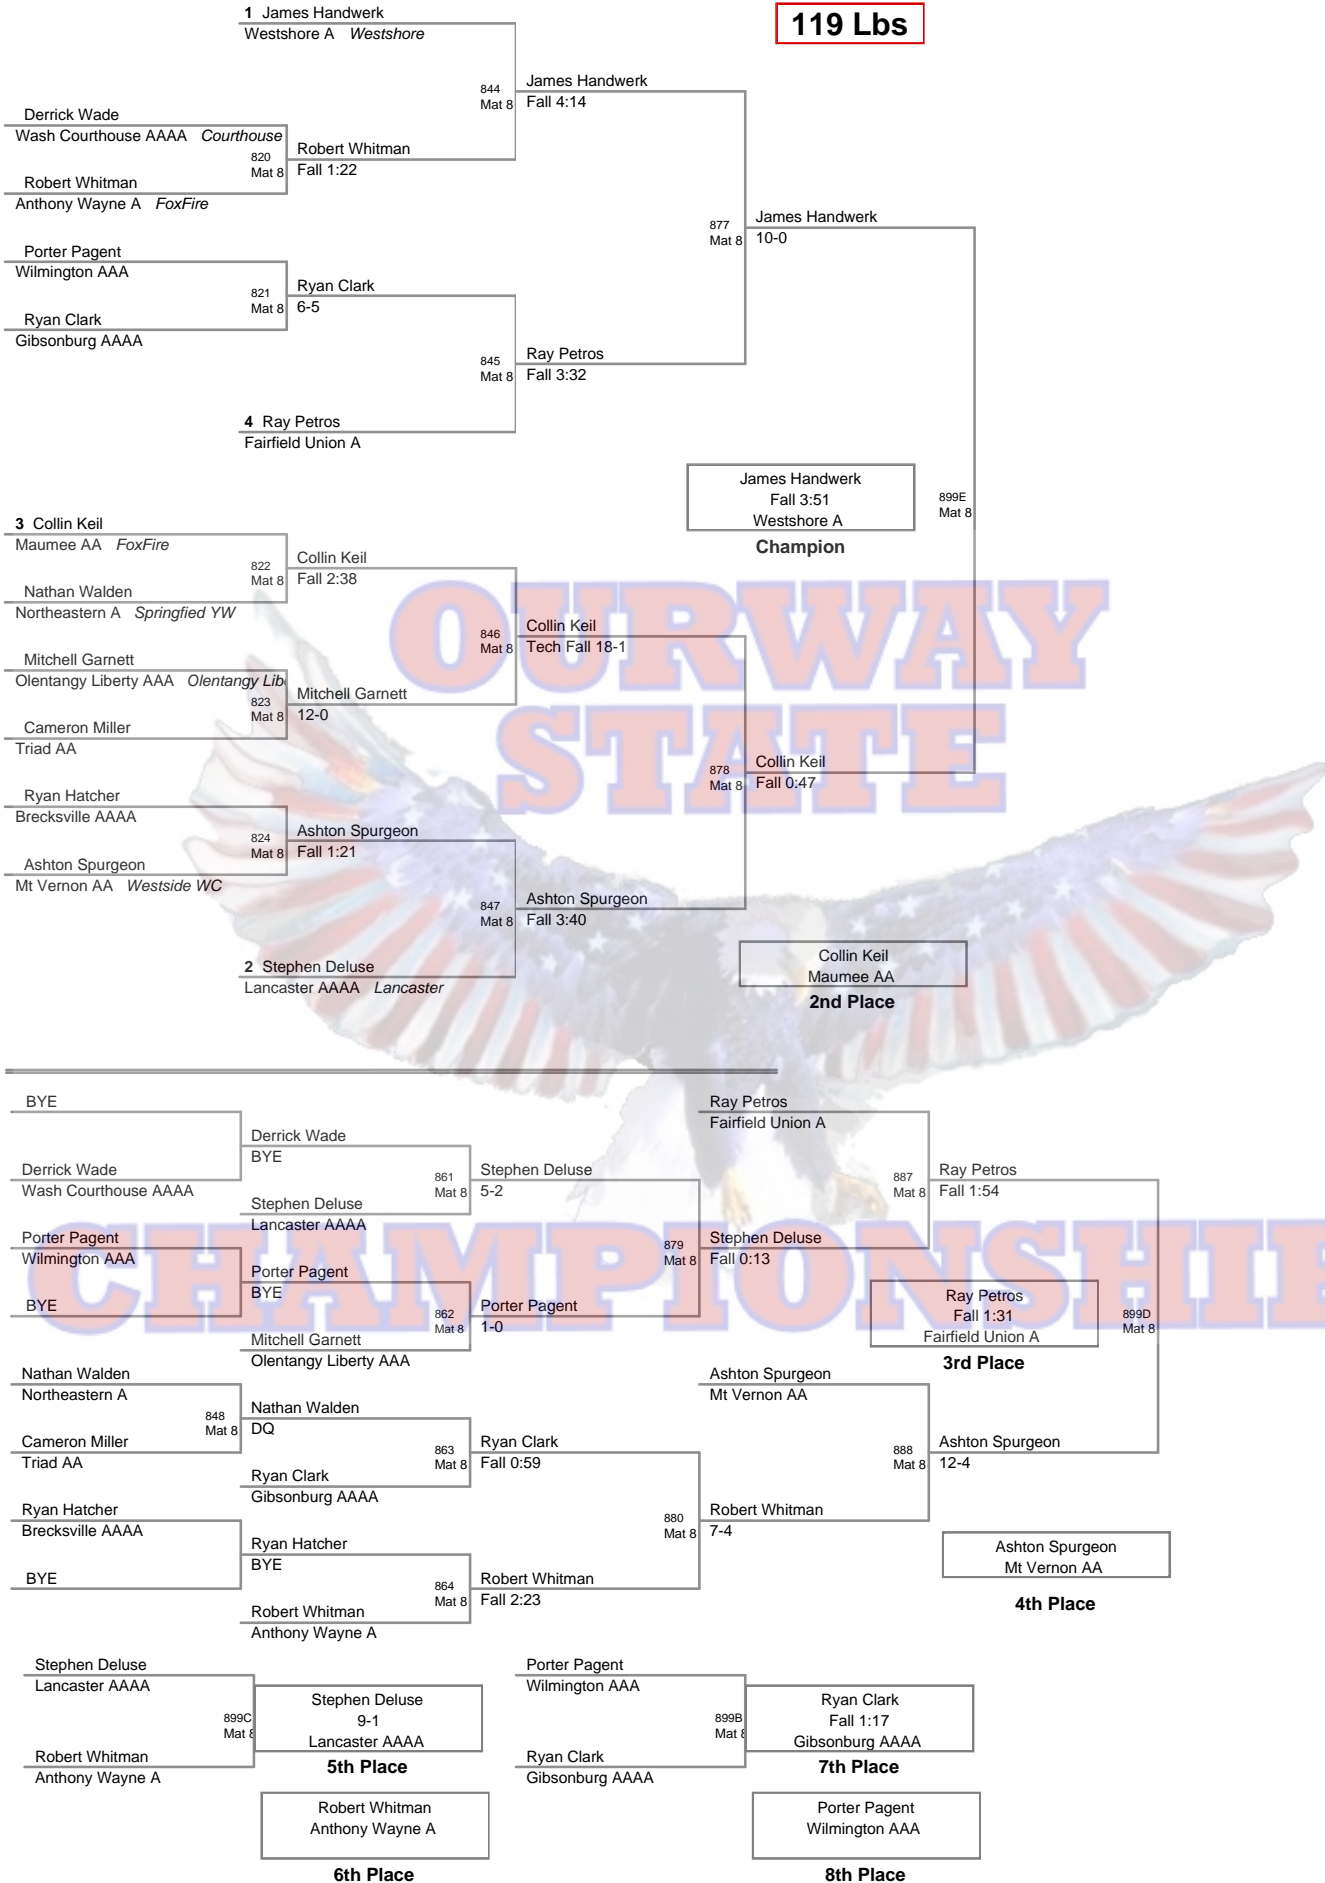 1 James Handwerk
Westshore A Westshore
119 Lbs
844
Mat 8
James Handwerk
Fall 4:14
Derrick Wade
Wash Courthouse AAAA Courthouse
820
Mat 8
Robert Whitman
Fall 1:22
Robert Whitman
Anthony Wayne A FoxFire
877
Mat 8
James Handwerk
10-0
Porter Pagent
Wilmington AAA
821
Mat 8
Ryan Clark
6-5
Ryan Clark
Gibsonburg AAAA
845
Mat 8
Ray Petros
Fall 3:32
4 Ray Petros
Fairfield Union A
James Handwerk
Fall 3:51
Westshore A
Champion
899E
Mat 8
3 Collin Keil
Maumee AA FoxFire
822
Mat 8
Collin Keil
Fall 2:38
Nathan Walden
Northeastern A Springfied YW
OURWAY
STATE
846
Mat 8
Collin Keil
Tech Fall 18-1
Mitchell Garnett
Olentangy Liberty AAA Olentangy Lib
823
Mat 8
Mitchell Garnett
12-0
Cameron Miller
Triad AA
878
Mat 8
Collin Keil
Fall 0:47
Ryan Hatcher
Brecksville AAAA
824
Mat 8
Ashton Spurgeon
Fall 1:21
Ashton Spurgeon
Mt Vernon AA Westside WC
847
Mat 8
Ashton Spurgeon
Fall 3:40
2 Stephen Deluse
Lancaster AAAA Lancaster
Collin Keil
Maumee AA
2nd Place
BYE
Derrick Wade
BYE
Derrick Wade
Wash Courthouse AAAA
861
Mat 8
Stephen Deluse
5-2
Stephen Deluse
Lancaster AAAA
Ray Petros
Fairfield Union A
887
Mat 8
Ray Petros
Fall 1:54
CHAMPIONSHIP
Porter Pagent
Wilmington AAA
Porter Pagent
BYE
BYE
862
Mat 8
Porter Pagent
1-0
Mitchell Garnett
Olentangy Liberty AAA
879
Mat 8
Stephen Deluse
Fall 0:13
Ray Petros
Fall 1:31
Fairfield Union A
3rd Place
899D
Mat 8
Nathan Walden
Northeastern A
848
Mat 8
Nathan Walden
DQ
Cameron Miller
Triad AA
863
Mat 8
Ryan Clark
Fall 0:59
Ryan Clark
Gibsonburg AAAA
Ashton Spurgeon
Mt Vernon AA
888
Mat 8
Ashton Spurgeon
12-4
Ryan Hatcher
Brecksville AAAA
Ryan Hatcher
BYE
BYE
864
Mat 8
Robert Whitman
Fall 2:23
Robert Whitman
Anthony Wayne A
880
Mat 8
Robert Whitman
7-4
Ashton Spurgeon
Mt Vernon AA
4th Place
Stephen Deluse
Lancaster AAAA
899C
Mat 8
Stephen Deluse
9-1
Lancaster AAAA
5th Place
Robert Whitman
Anthony Wayne A
Robert Whitman
Anthony Wayne A
6th Place
Porter Pagent
Wilmington AAA
899B
Mat 8
Ryan Clark
Fall 1:17
Gibsonburg AAAA
7th Place
Ryan Clark
Gibsonburg AAAA
Porter Pagent
Wilmington AAA
8th Place